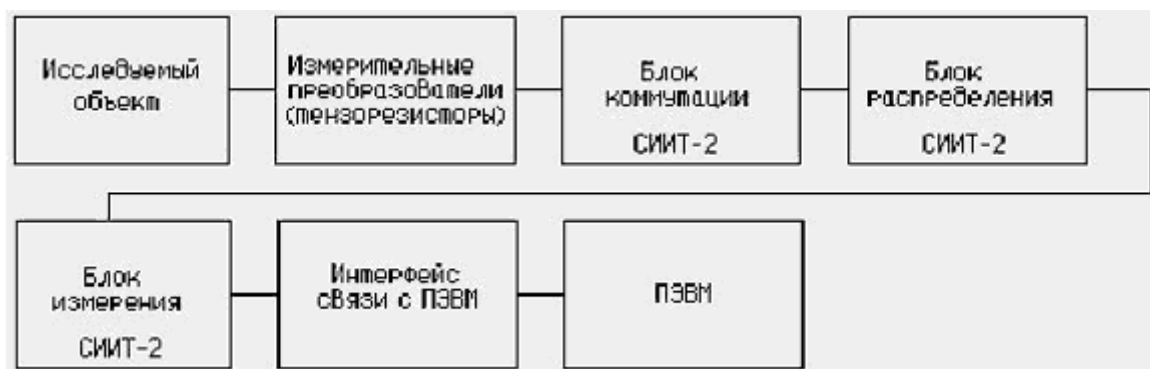 Исследуемый
объект
Измерительные
преобразователи
(тензорезисторы)
Блок
коммутации
СИИТ-2
Блок
распределения
СИИТ-2
Блок
измерения
СИИТ-2
Интерфейс
связи с ПЭВМ
ПЭВМ